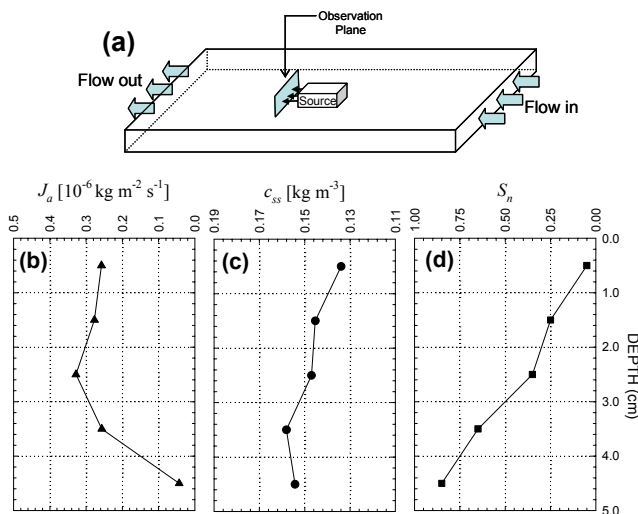 (a)
Observation
Plane
Flow out
Source
Flow in
J_a [10^-6 kg m^-2 s^-1]
0.5 0.4 0.3 0.2 0.1 0.0
(b)
c_ss [kg m^-3]
0.19 0.17 0.15 0.13 0.11
(c)
S_n
1.00 0.75 0.50 0.25 0.00
(d)
0.0
1.0
2.0
3.0
4.0
5.0
DEPTH (cm)